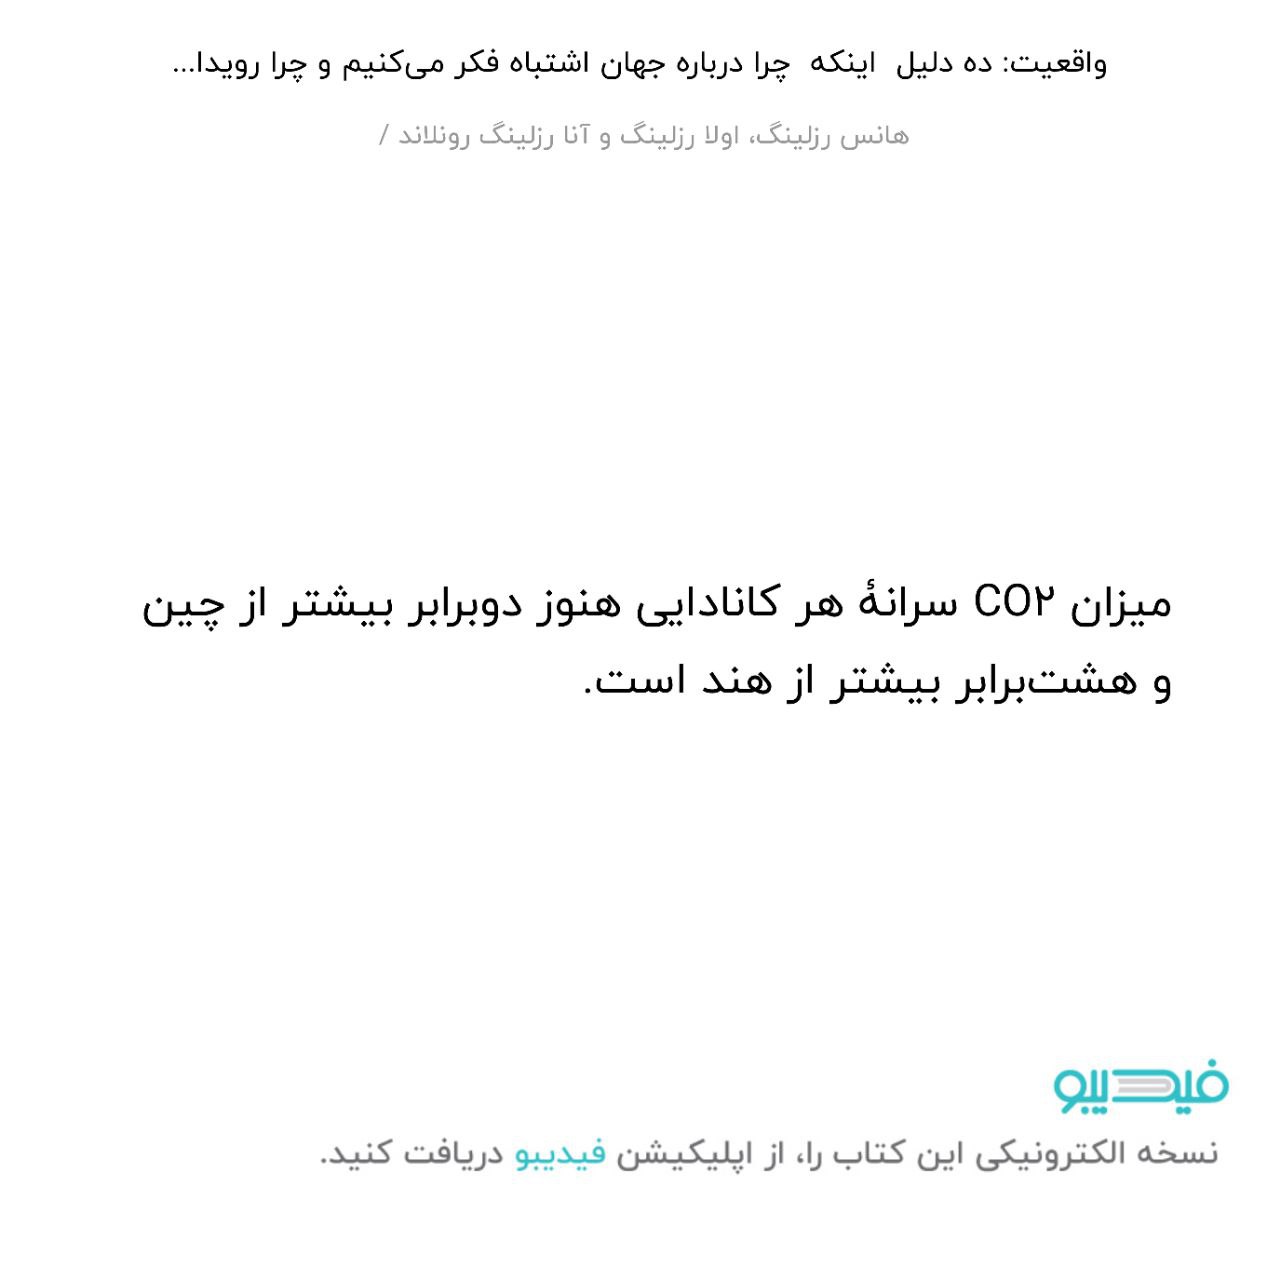 واقعیت: ده دلیل اینکه چرا درباره جهان اشتباه فکر می‌کنیم و چرا رویدا...
هانس رزلینگ، اولا رزلینگ و آنا رزلینگ رونلاند /
میزان CO۲ سرانهٔ هر کانادایی هنوز دوبرابر بیشتر از چین
و هشت‌برابر بیشتر از هند است.
فیدیبو
نسخه الکترونیکی این کتاب را، از اپلیکیشن فیدیبو دریافت کنید.